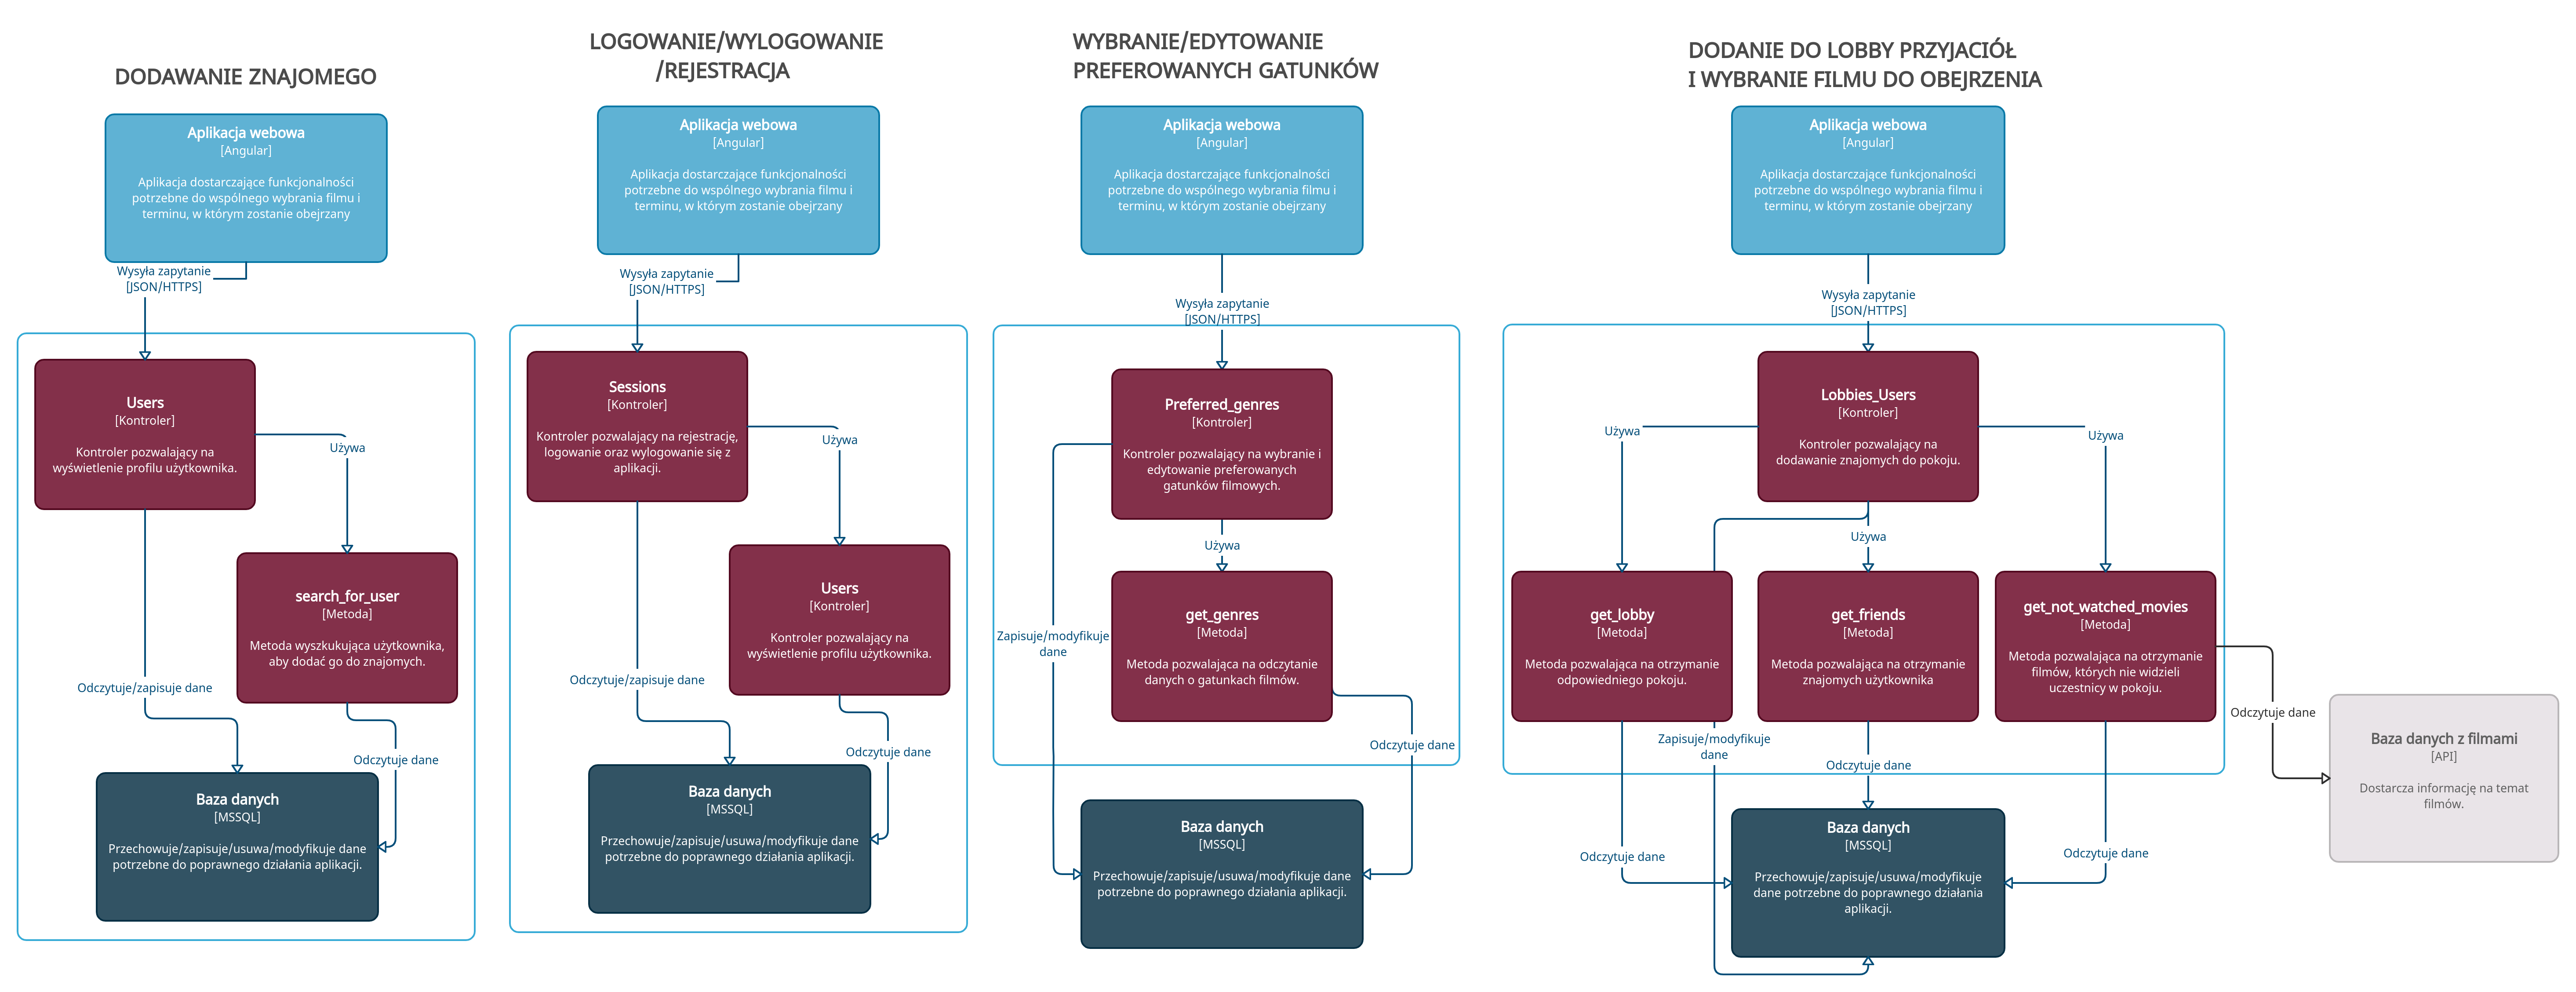 DODAWANIE ZNAJOMEGO
Aplikacja webowa
[Angular]
Aplikacja dostarczające funkcjonalności
potrzebne do wspólnego wybrania filmu i
terminu, w którym zostanie obejrzany
Wysyła zapytanie
[JSON/HTTPS]
Users
[Kontroler]
Kontroler pozwalający na
wyświetlenie profilu użytkownika.
Używa
search_for_user
[Metoda]
Metoda wyszkukująca użytkownika,
aby dodać go do znajomych.
Odczytuje/zapisuje dane
Odczytuje dane
Baza danych
[MSSQL]
Przechowuje/zapisuje/usuwa/modyfikuje dane
potrzebne do poprawnego działania aplikacji.
LOGOWANIE/WYLOGOWANIE
/REJESTRACJA
Aplikacja webowa
[Angular]
Aplikacja dostarczające funkcjonalności
potrzebne do wspólnego wybrania filmu i
terminu, w którym zostanie obejrzany
Wysyła zapytanie
[JSON/HTTPS]
Sessions
[Kontroler]
Kontroler pozwalający na rejestrację,
logowanie oraz wylogowanie się z
aplikacji.
Używa
Users
[Kontroler]
Kontroler pozwalający na
wyświetlenie profilu użytkownika.
Odczytuje/zapisuje dane
Odczytuje dane
Baza danych
[MSSQL]
Przechowuje/zapisuje/usuwa/modyfikuje dane
potrzebne do poprawnego działania aplikacji.
WYBRANIE/EDYTOWANIE
PREFEROWANYCH GATUNKÓW
Aplikacja webowa
[Angular]
Aplikacja dostarczające funkcjonalności
potrzebne do wspólnego wybrania filmu i
terminu, w którym zostanie obejrzany
Wysyła zapytanie
[JSON/HTTPS]
Preferred_genres
[Kontroler]
Kontroler pozwalający na wybranie i
edytowanie preferowanych
gatunków filmowych.
Używa
get_genres
[Metoda]
Metoda pozwalająca na odczytanie
danych o gatunkach filmów.
Zapisuje/modyfikuje
dane
Odczytuje dane
Baza danych
[MSSQL]
Przechowuje/zapisuje/usuwa/modyfikuje dane
potrzebne do poprawnego działania aplikacji.
DODANIE DO LOBBY PRZYJACIÓŁ
I WYBRANIE FILMU DO OBEJRZENIA
Aplikacja webowa
[Angular]
Aplikacja dostarczające funkcjonalności
potrzebne do wspólnego wybrania filmu i
terminu, w którym zostanie obejrzany
Wysyła zapytanie
[JSON/HTTPS]
Lobbies_Users
[Kontroler]
Kontroler pozwalający na
dodawanie znajomych do pokoju.
Używa
Używa
Używa
get_lobby
[Metoda]
Metoda pozwalająca na otrzymanie
odpowiedniego pokoju.
get_friends
[Metoda]
Metoda pozwalająca na otrzymanie
znajomych użytkownika
get_not_watched_movies
[Metoda]
Metoda pozwalająca na otrzymanie
filmów, których nie widzieli
uczestnicy w pokoju.
Zapisuje/modyfikuje
dane
Odczytuje dane
Odczytuje dane
Odczytuje dane
Odczytuje dane
Baza danych
[MSSQL]
Przechowuje/zapisuje/usuwa/modyfikuje
dane potrzebne do poprawnego działania
aplikacji.
Baza danych z filmami
[API]
Dostarcza informację na temat
filmów.